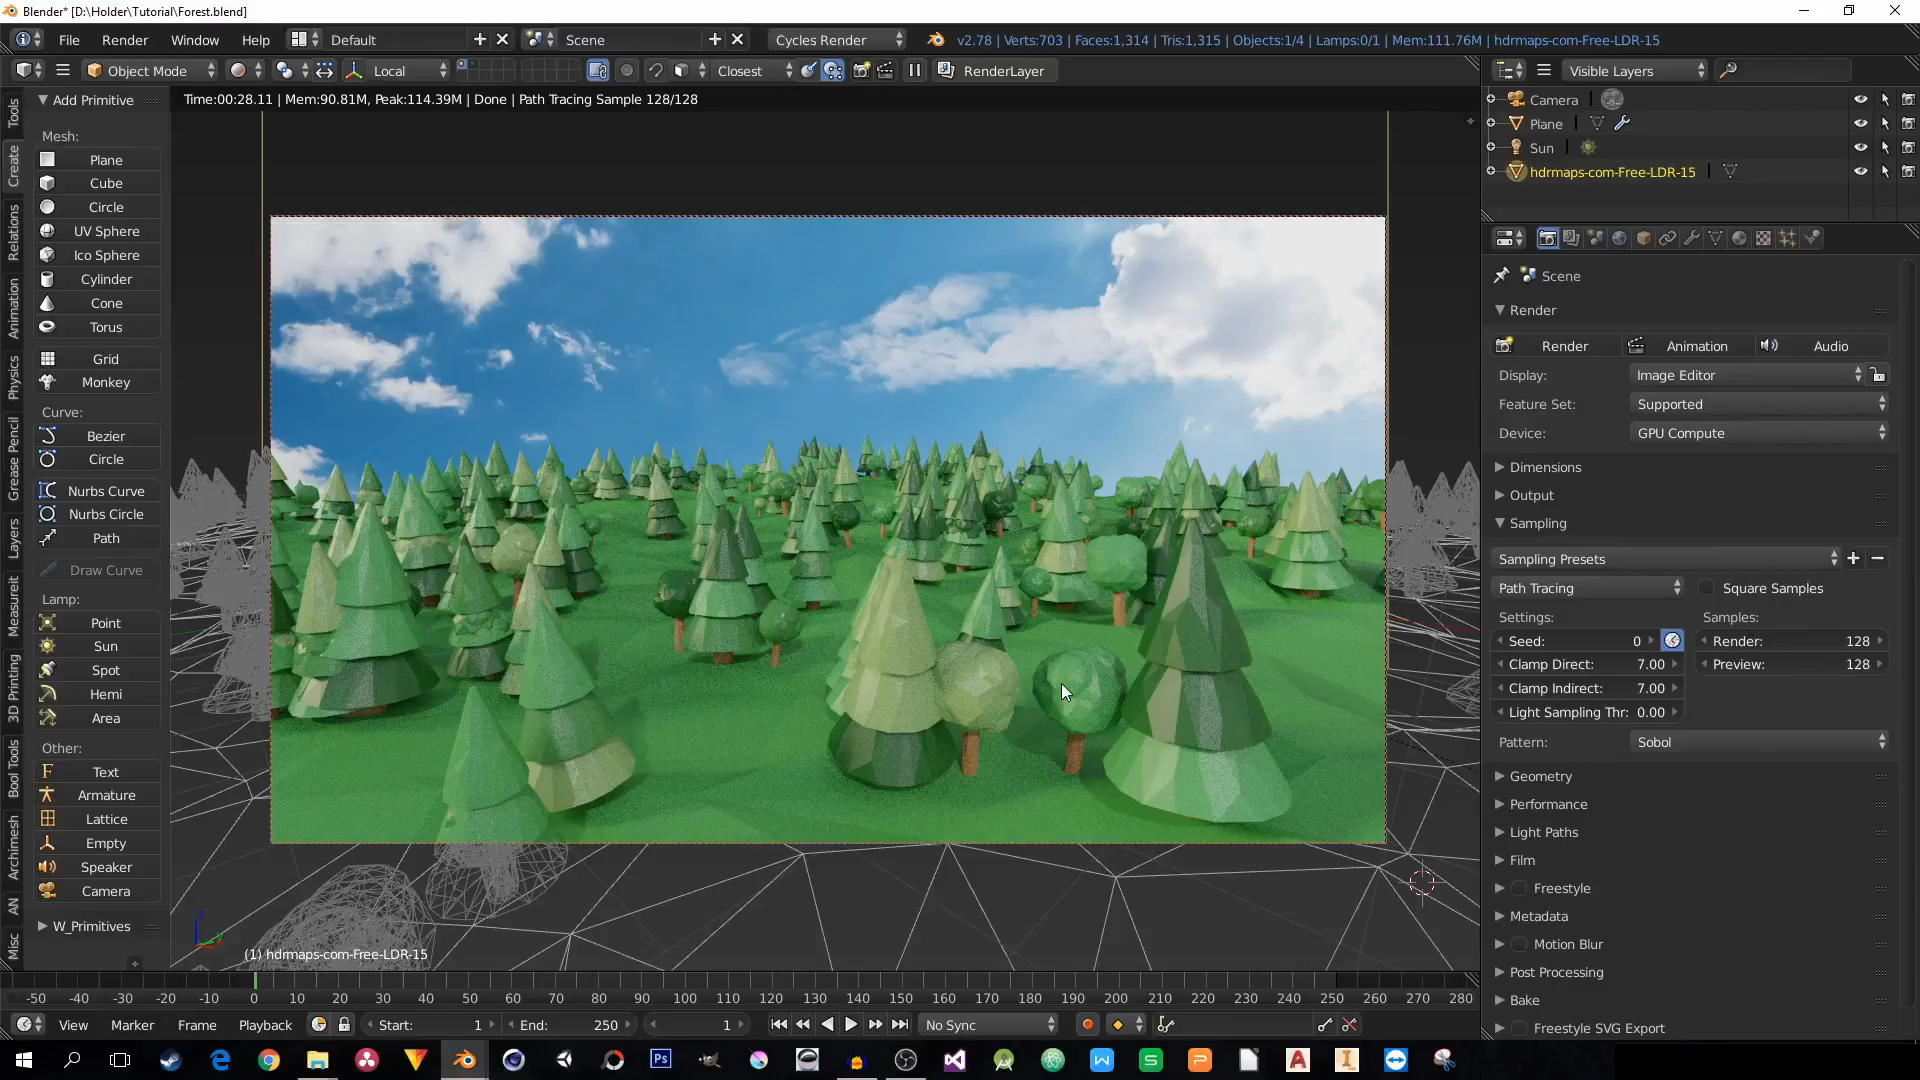 Blender* [D:\Holder\Tutorial\Forest.blend]
File Render Window Help Default Scene Cycles Render v2.78 | Verts:703 | Faces:1,314 | Tris:1,315 | Objects:1/4 | Lamps:0/1 | Mem:111.76M | hdrmaps-com-Free-LDR-15
Object Mode Local Closest RenderLayer Visible Layers
Time:00:28.11 | Mem:90.81M, Peak:114.39M | Done | Path Tracing Sample 128/128
Tools
Create
Relations
Animation
Physics
Grease Pencil
Layers
Measureit
3D Printing
Bool Tools
Archimesh
AN
Misc
Add Primitive
Mesh:
Plane
Cube
Circle
UV Sphere
Ico Sphere
Cylinder
Cone
Torus
Grid
Monkey
Curve:
Bezier
Circle
Nurbs Curve
Nurbs Circle
Path
Draw Curve
Lamp:
Point
Sun
Spot
Hemi
Area
Other:
Text
Armature
Lattice
Empty
Speaker
Camera
W_Primitives
z
y
(1) hdrmaps-com-Free-LDR-15
Camera
Plane
Sun
hdrmaps-com-Free-LDR-15
Scene
Render
Render Animation Audio
Display: Image Editor
Feature Set: Supported
Device: GPU Compute
Dimensions
Output
Sampling
Sampling Presets
Path Tracing Square Samples
Settings: Samples:
Seed: 0 Render: 128
Clamp Direct: 7.00 Preview: 128
Clamp Indirect: 7.00
Light Sampling Thr: 0.00
Pattern: Sobol
Geometry
Performance
Light Paths
Film
Freestyle
Metadata
Motion Blur
Post Processing
Bake
Freestyle SVG Export
-50 -40 -30 -20 -10 0 10 20 30 40 50 60 70 80 90 100 110 120 130 140 150 160 170 180 190 200 210 220 230 240 250 260 270 280
View Marker Frame Playback Start: 1 End: 250 1 No Sync
Ps W S P A I